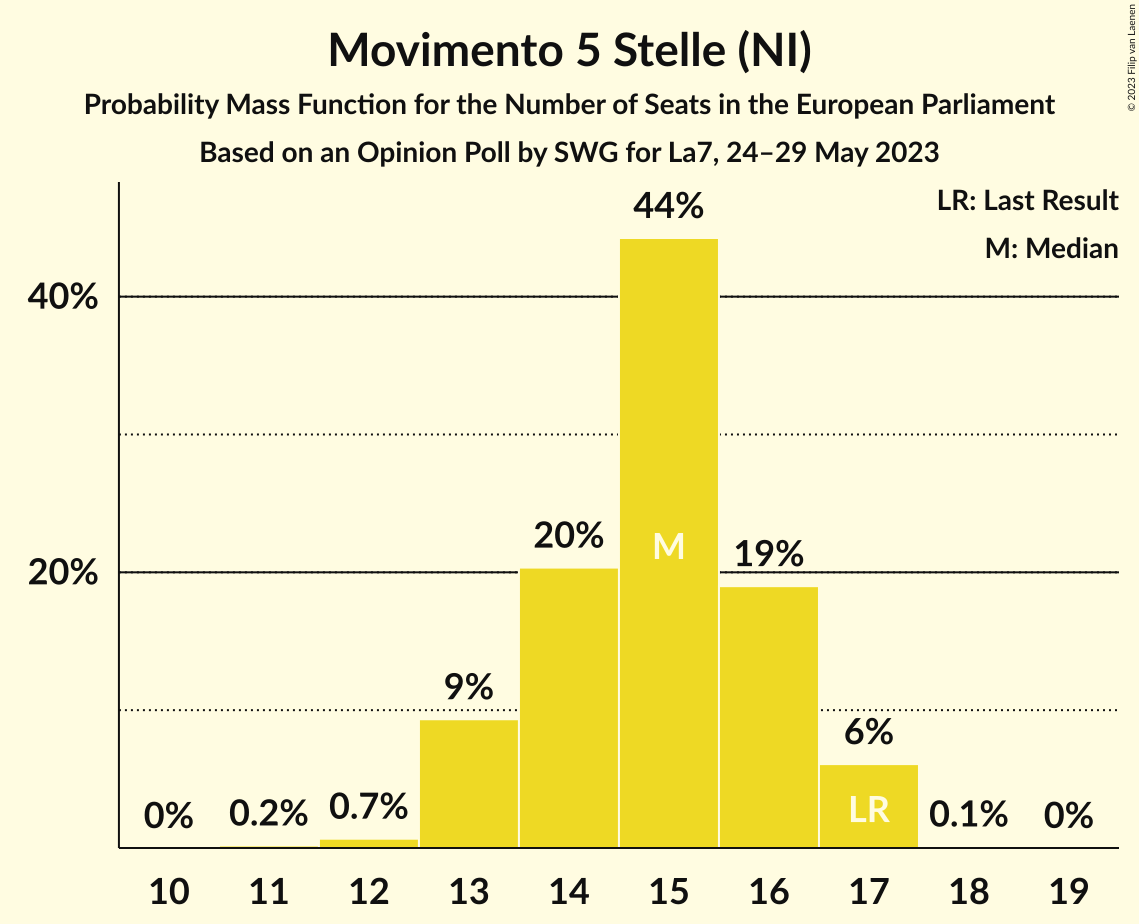 Movimento 5 Stelle (NI)
Probability Mass Function for the Number of Seats in the European Parliament
Based on an Opinion Poll by SWG for La7, 24–29 May 2023
© 2023 Filip van Laenen
LR: Last Result
M: Median
40%
20%
0%
0.2%
0.7%
9%
20%
44%
M
19%
6%
LR
0.1%
0%
10 11 12 13 14 15 16 17 18 19